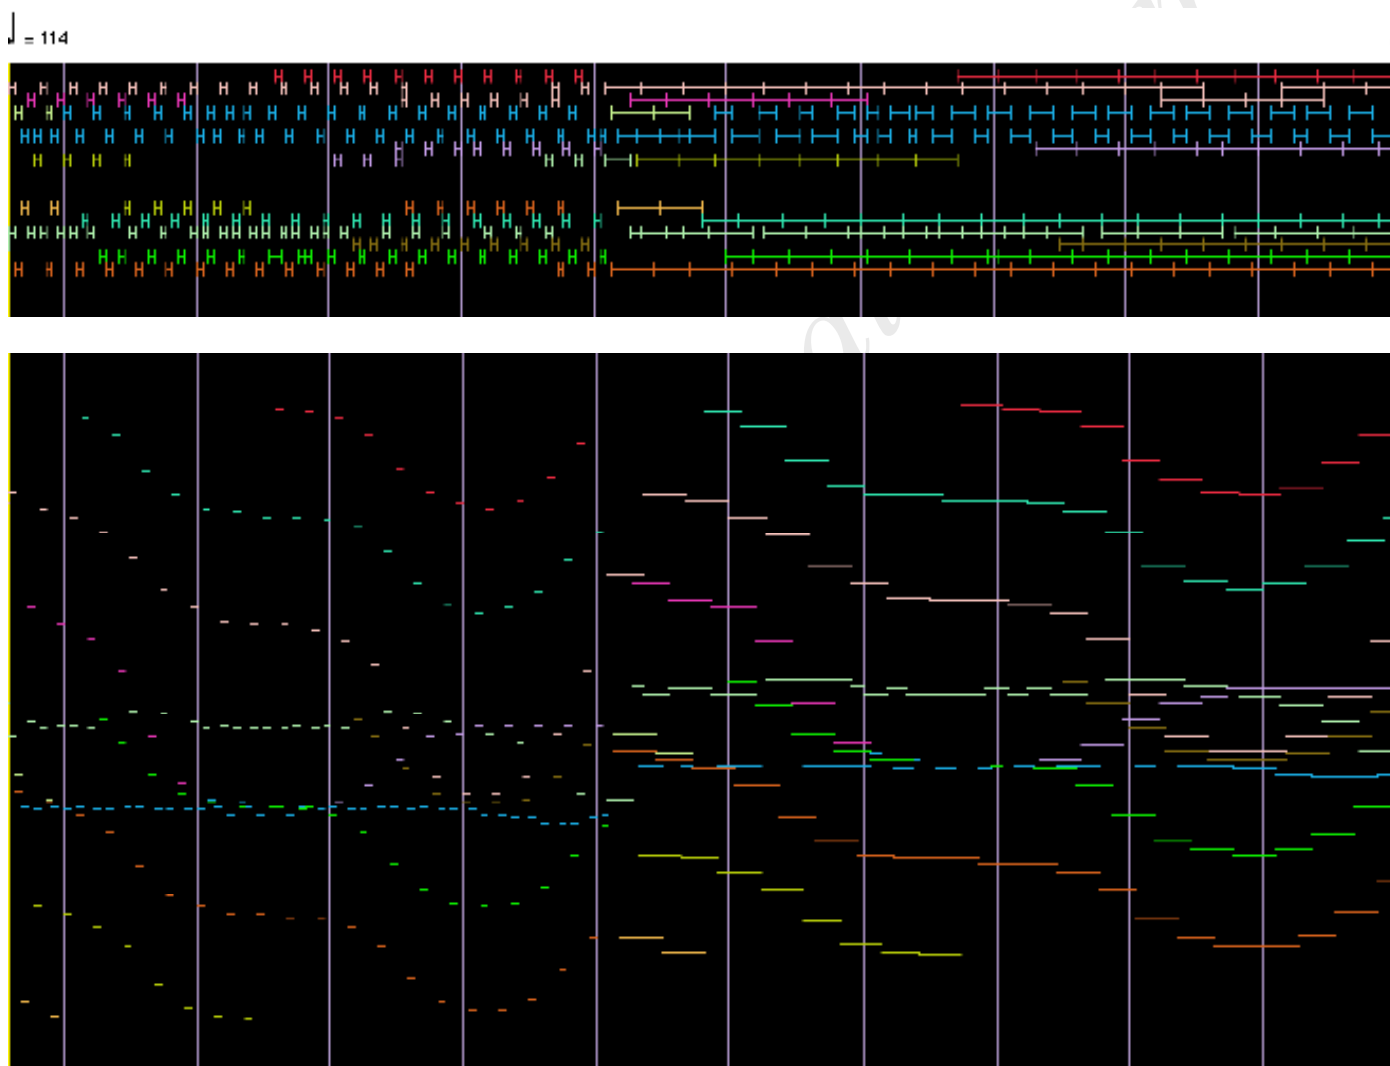 ♩ = 114